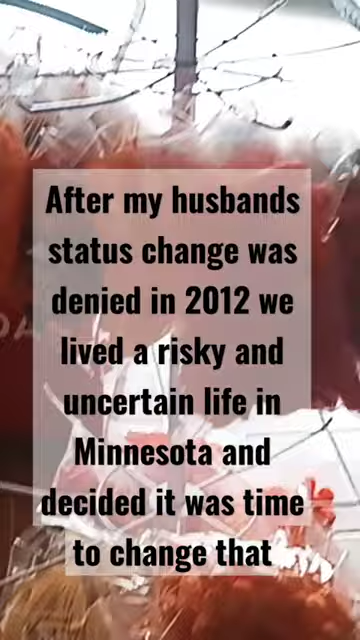 After my husbands
status change was
denied in 2012 we
lived a risky and
uncertain life in
Minnesota and
decided it was time
to change that